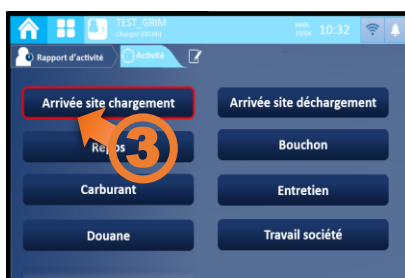 TEST_GRIM
Charger (00:00)
MAR. 19/04 10:32
Rapport d'activité Activité
Arrivée site chargement Arrivée site déchargement
3
Repos Bouchon
Carburant Entretien
Douane Travail société